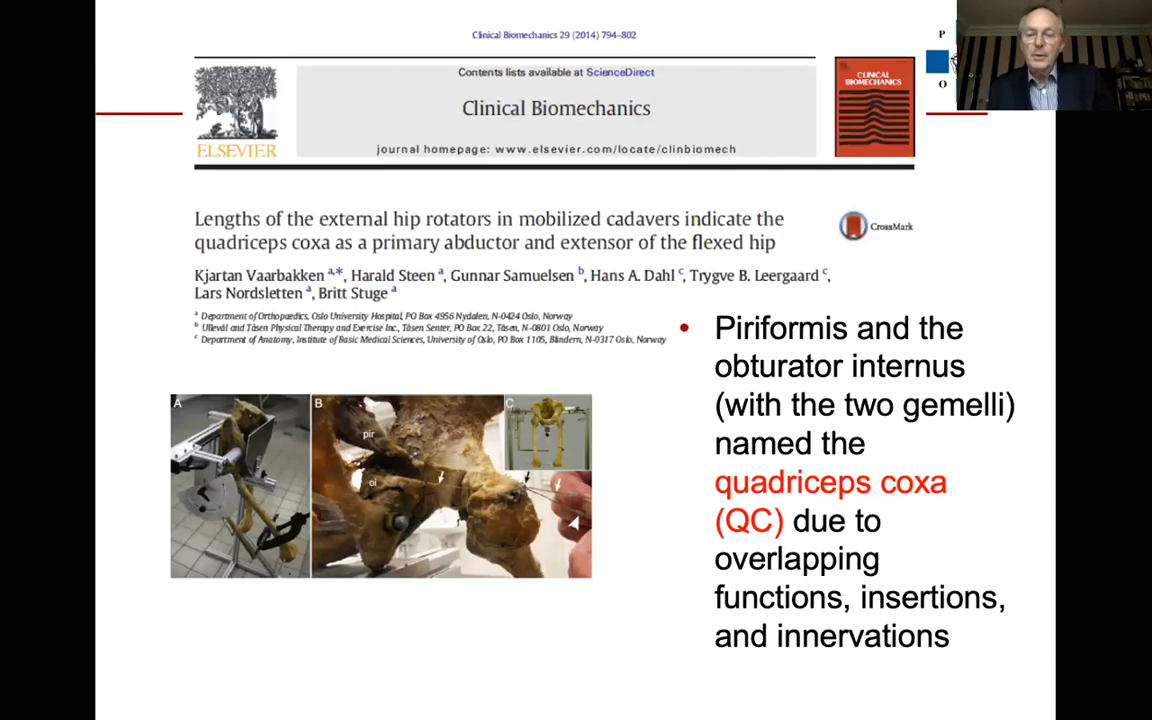 Clinical Biomechanics 29 (2014) 794–802
P
O
Contents lists available at ScienceDirect
Clinical Biomechanics
journal homepage: www.elsevier.com/locate/clinbiomech
ELSEVIER
CLINICAL
BIOMECHANICS
Lengths of the external hip rotators in mobilized cadavers indicate the
quadriceps coxa as a primary abductor and extensor of the flexed hip
CrossMark
Kjartan Vaarbakken a,*, Harald Steen a, Gunnar Samuelsen b, Hans A. Dahl c, Trygve B. Leergaard c,
Lars Nordsletten a, Britt Stuge a
a Department of Orthopaedics, Oslo University Hospital, PO Box 4956 Nydalen, N-0424 Oslo, Norway
b Ullevål and Tåsen Physical Therapy and Exercise Inc., Tåsen Senter, PO Box 22, Tåsen, N-0801 Oslo, Norway
c Department of Anatomy, Institute of Basic Medical Sciences, University of Oslo, PO Box 1105, Blindern, N-0317 Oslo, Norway
A
B
C
pir
oi
• Piriformis and the
obturator internus
(with the two gemelli)
named the
quadriceps coxa
(QC) due to
overlapping
functions, insertions,
and innervations